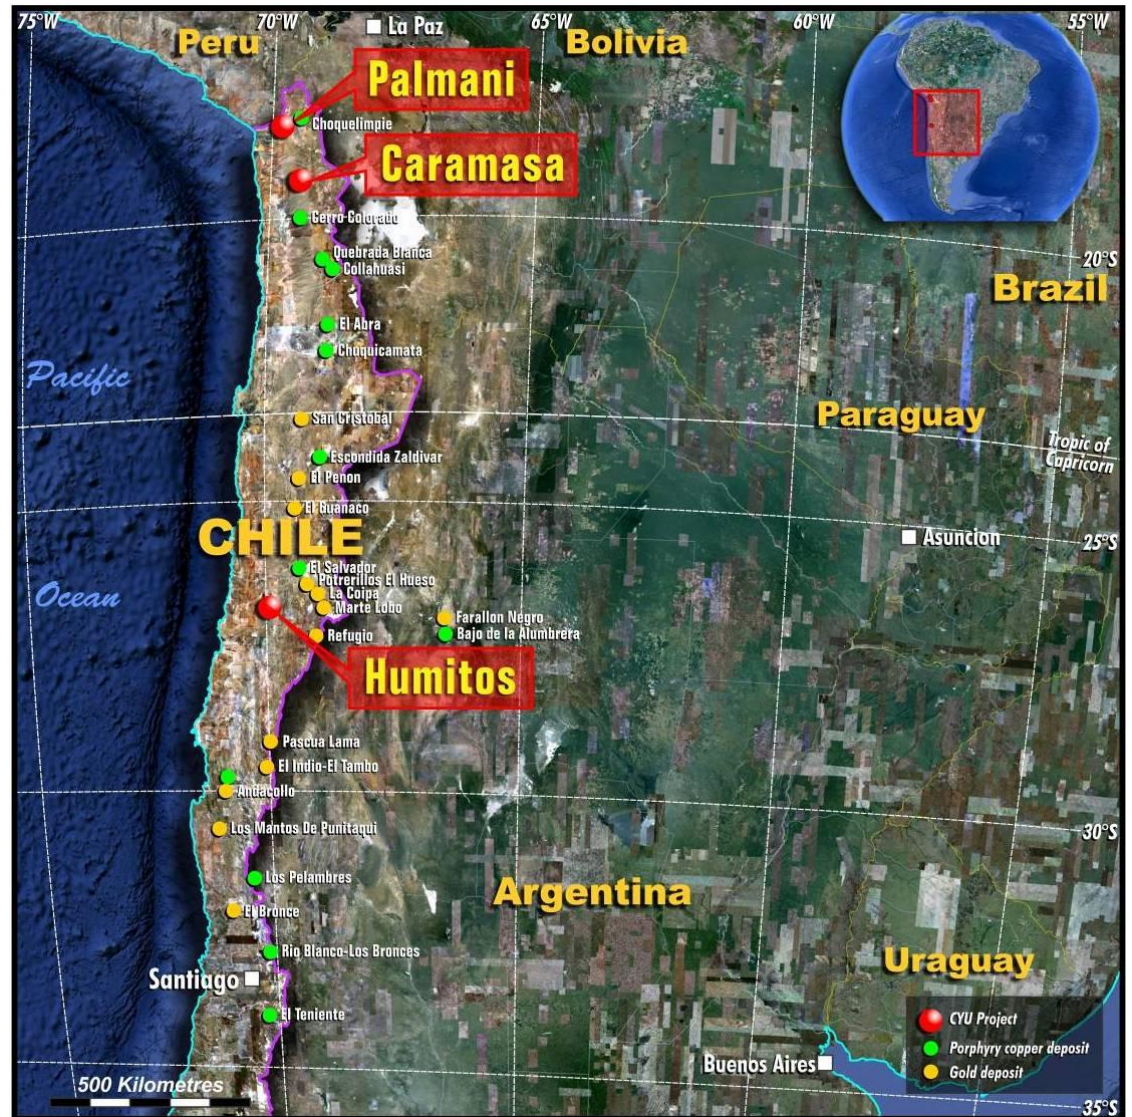 75°W
70°W
65°W
60°W
55°W
La Paz
Peru
Bolivia
Palmani
Choquelimpie
Caramasa
Cerro Colorado
Quebrada Blanca
Collahuasi
20°S
Brazil
El Abra
Chuquicamata
Pacific
San Cristobal
Paraguay
Tropic of
Capricorn
Escondida Zaldivar
El Penon
El Guanaco
CHILE
Asuncion
25°S
El Salvador
Potrerillos El Hueso
La Coipa
Marte Lobo
Ocean
Farallon Negro
Bajo de la Alumbrera
Refugio
Humitos
Pascua Lama
El Indio-El Tambo
Andacollo
Los Mantos De Punitaqui
30°S
Los Pelambres
Argentina
El Bronce
Rio Blanco-Los Bronces
Uraguay
Santiago
El Teniente
CYU Project
Porphyry copper deposit
Gold deposit
Buenos Aires
500 Kilometres
35°S